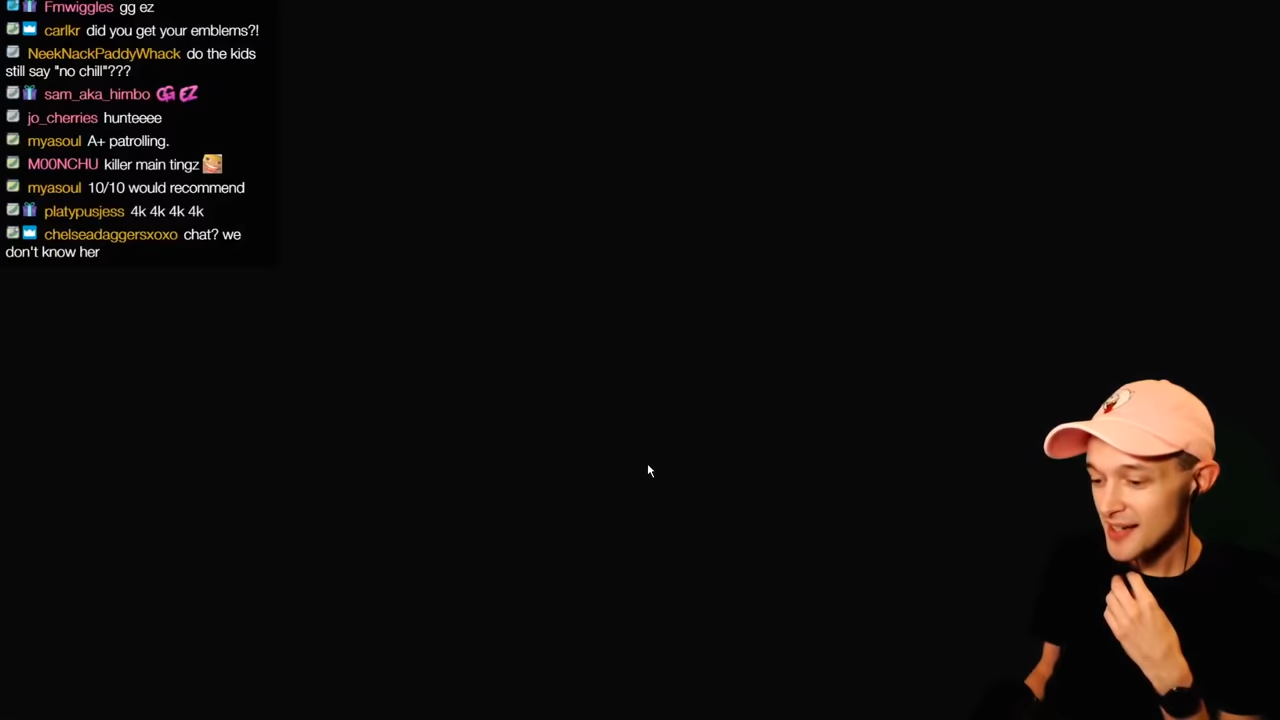 Fmwiggles gg ez
carlkr did you get your emblems?!
NeekNackPaddyWhack do the kids
still say "no chill"???
sam_aka_himbo GG EZ
jo_cherries hunteeee
myasoul A+ patrolling.
M00NCHU killer main tingz
myasoul 10/10 would recommend
platypusjess 4k 4k 4k 4k
chelseadaggersxoxo chat? we
don't know her